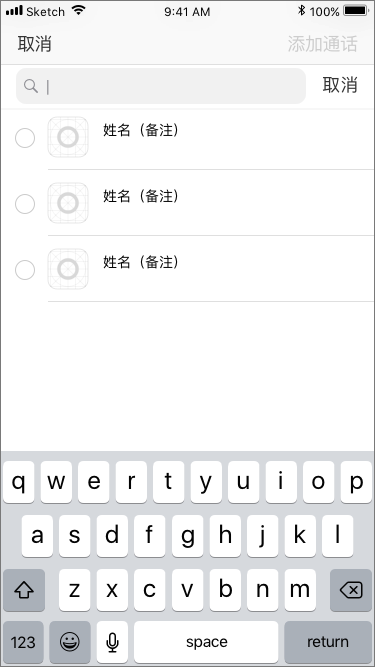 Sketch 9:41 AM 100%
取消 添加通话
取消
姓名（备注）
姓名（备注）
姓名（备注）
q w e r t y u i o p
a s d f g h j k l
z x c v b n m
123 space return